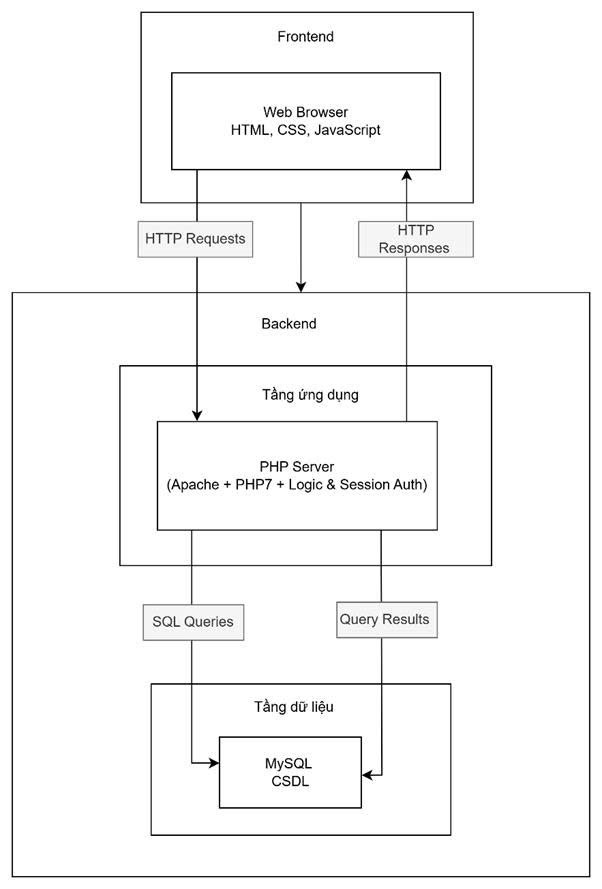 Frontend
Web Browser
HTML, CSS, JavaScript
HTTP Requests
HTTP
Responses
Backend
Tầng ứng dụng
PHP Server
(Apache + PHP7 + Logic & Session Auth)
SQL Queries
Query Results
Tầng dữ liệu
MySQL
CSDL